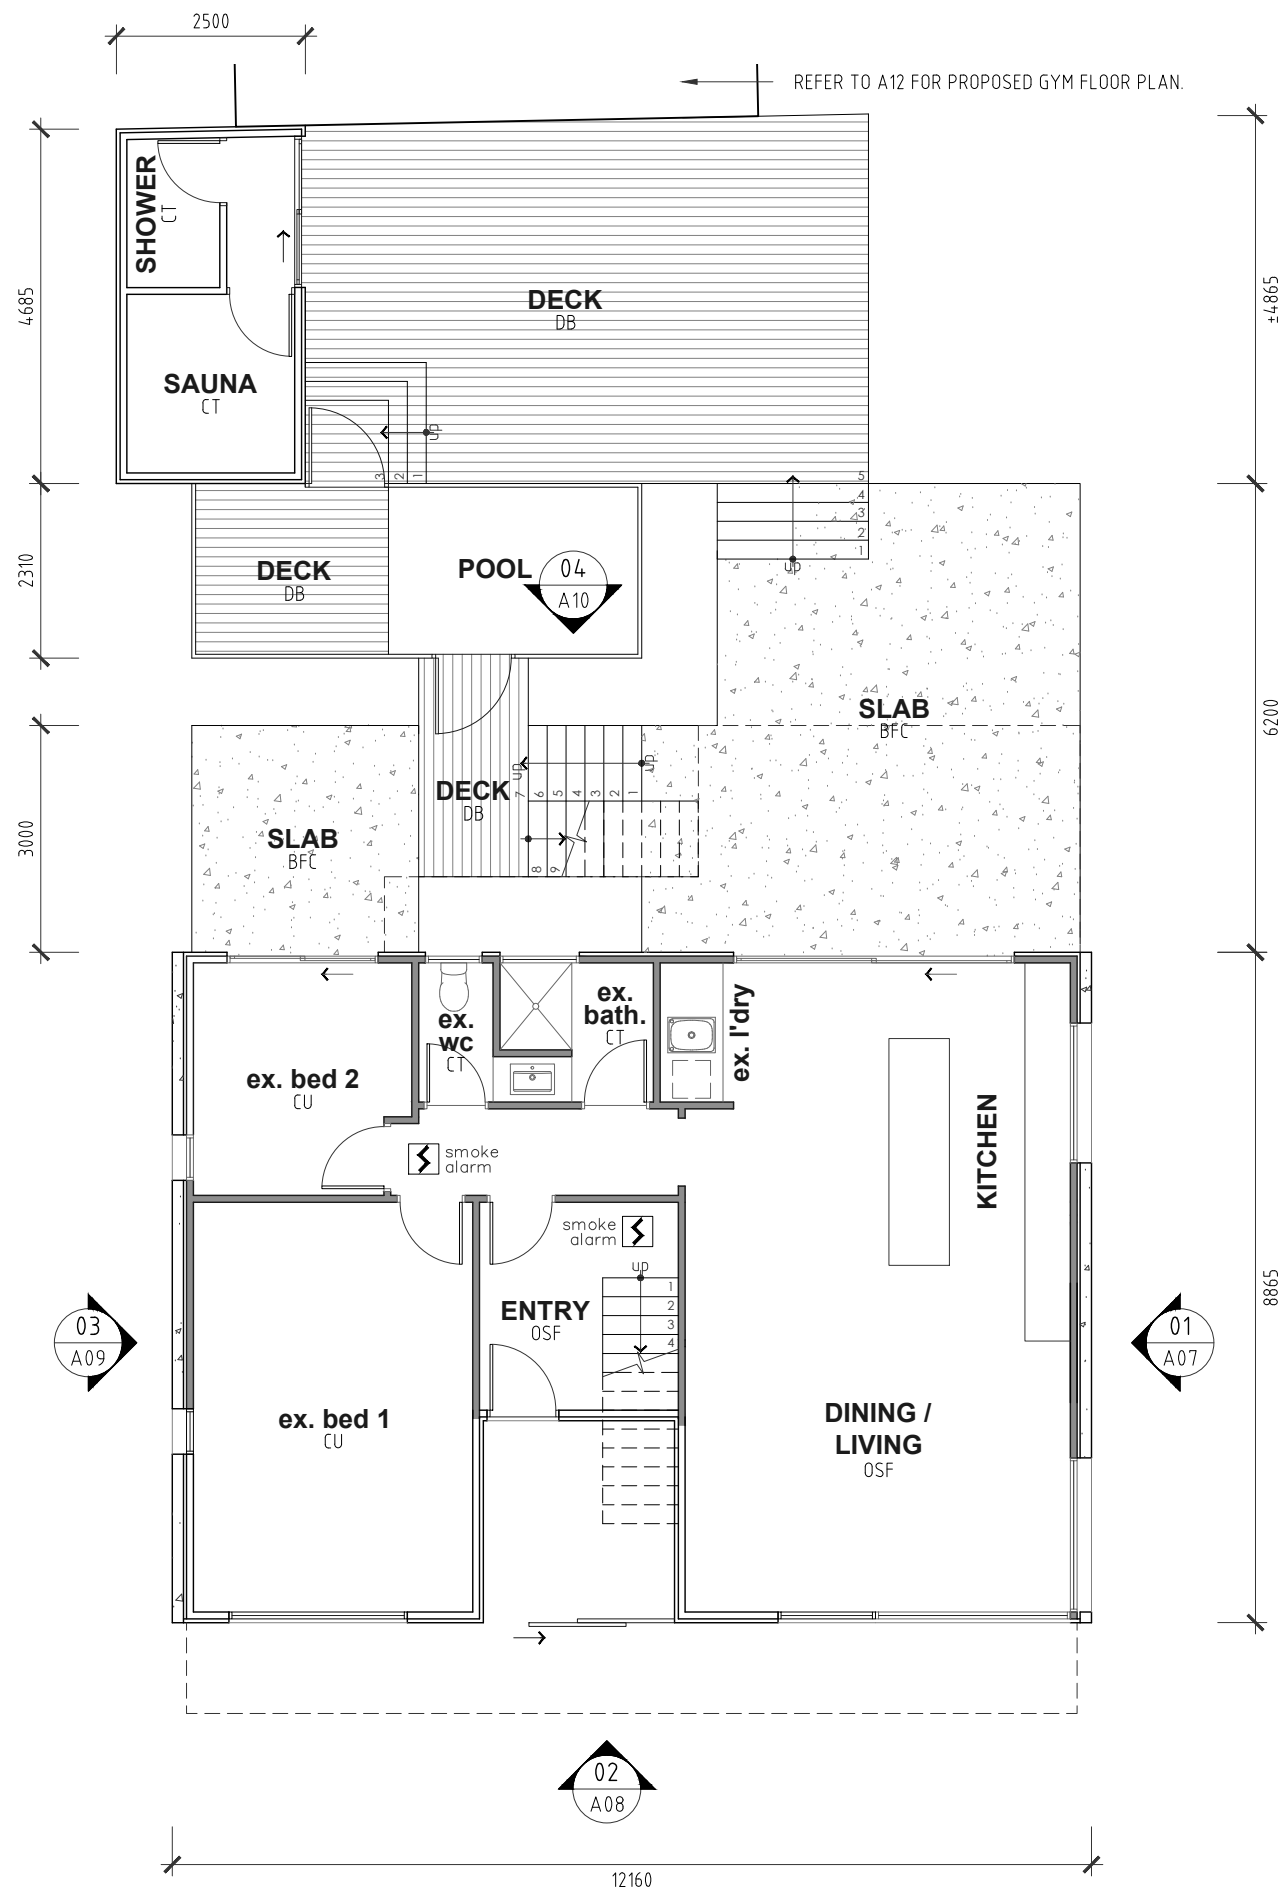 2500
REFER TO A12 FOR PROPOSED GYM FLOOR PLAN.
SHOWER
CT
4685
±4865
DECK
DB
SAUNA
CT
up
3
2
1
5
4
3
2
1
up
2310
DECK
DB
POOL
04
A10
SLAB
BFC
6200
up
up
7
6
5
4
3
2
1
DECK
DB
8
9
3000
SLAB
BFC
ex.
wc
CT
ex.
bath.
CT
ex. l'dry
ex. bed 2
CU
KITCHEN
smoke
alarm
smoke
alarm
up
1
2
3
4
ENTRY
OSF
8865
03
A09
01
A07
ex. bed 1
CU
DINING /
LIVING
OSF
02
A08
12160